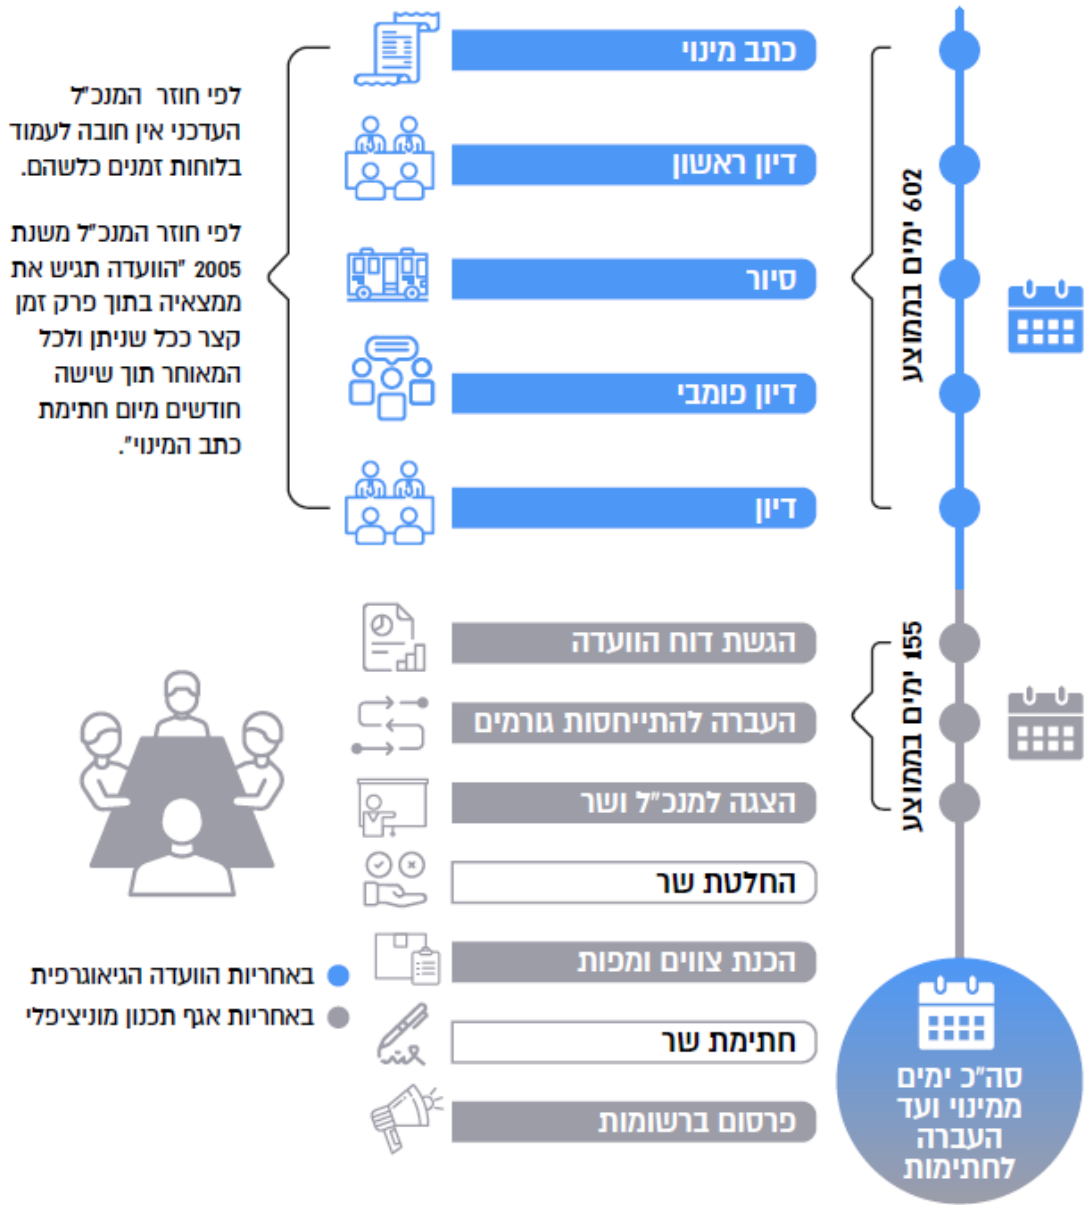 כתב מינוי
דיון ראשון
סיור
דיון פומבי
דיון
602 ימים בממוצע
לפי חוזר המנכ"ל
העדכני אין חובה לעמוד
בלוחות זמנים כלשהם.
לפי חוזר המנכ"ל משנת
2005 "הוועדה תגיש את
ממצאיה בתוך פרק זמן
קצר ככל שניתן ולכל
המאוחר תוך שישה
חודשים מיום חתימת
כתב המינוי".
הגשת דוח הוועדה
העברה להתייחסות גורמים
הצגה למנכ"ל ושר
155 ימים בממוצע
החלטת שר
הכנת צווים ומפות
חתימת שר
פרסום ברשומות
באחריות הוועדה הגיאוגרפית
באחריות אגף תכנון מוניציפלי
סה"כ ימים
ממינוי ועד
העברה
לחתימות